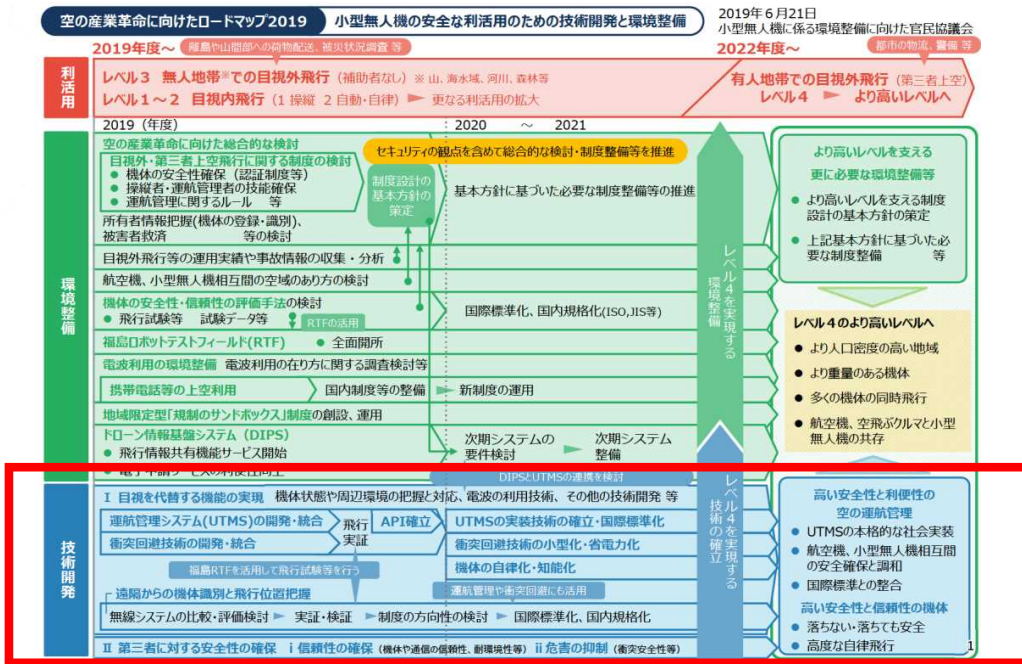 空の産業革命に向けたロードマップ2019 小型無人機の安全な利活用のための技術開発と環境整備
2019年6月21日
小型無人機に係る環境整備に向けた官民協議会
2019年度～ 離島や山間部への荷物配送、被災状況調査 等
2022年度～ 都市の物流、警備 等
利活用
レベル3 無人地帯※での目視外飛行（補助者なし）※ 山、海水域、河川、森林等
レベル1～2 目視内飛行（1 操縦 2 自動・自律） 更なる利活用の拡大
有人地帯での目視外飛行（第三者上空）
レベル4 より高いレベルへ
2019（年度） 2020 ～ 2021
環境整備
空の産業革命に向けた総合的な検討
セキュリティの観点を含めて総合的な検討・制度整備等を推進
目視外・第三者上空飛行に関する制度の検討
● 機体の安全性確保（認証制度等）
● 操縦者・運航管理者の技能確保
● 運航管理に関するルール 等
制度設計の
基本方針の
策定
基本方針に基づいた必要な制度整備等の推進
所有者情報把握(機体の登録・識別)、
被害者救済 等の検討
目視外飛行等の運用実績や事故情報の収集・分析
航空機、小型無人機相互間の空域のあり方の検討
機体の安全性・信頼性の評価手法の検討
● 飛行試験等 試験データ等
RTFの活用
国際標準化、国内規格化(ISO,JIS等)
福島ロボットテストフィールド(RTF) ● 全面開所
電波利用の環境整備 電波利用の在り方に関する調査検討等
携帯電話等の上空利用 国内制度等の整備 新制度の運用
地域限定型「規制のサンドボックス」制度の創設、運用
ドローン情報基盤システム（DIPS）
● 飛行情報共有機能サービス開始
● 電子申請サービスの利便性向上
次期システムの
要件検討
次期システム
整備
レベル4を実現する
環境整備
より高いレベルを支える
更に必要な環境整備等
● より高いレベルを支える制度
設計の基本方針の策定
● 上記基本方針に基づいた必
要な制度整備 等
レベル4のより高いレベルへ
● より人口密度の高い地域
● より重量のある機体
● 多くの機体の同時飛行
● 航空機、空飛ぶクルマと小型
無人機の共存
技術開発
DIPSとUTMSの連携を検討
Ⅰ 目視を代替する機能の実現 機体状態や周辺環境の把握と対応、電波の利用技術、その他の技術開発 等
運航管理システム(UTMS)の開発・統合
衝突回避技術の開発・統合
飛行
実証
API確立
UTMSの実装技術の確立・国際標準化
衝突回避技術の小型化・省電力化
機体の自律化・知能化
福島RTFを活用して飛行試験等を行う
運航管理や衝突回避にも活用
遠隔からの機体識別と飛行位置把握
無線システムの比較・評価検討 実証・検証 制度の方向性の検討 国際標準化、国内規格化
Ⅱ 第三者に対する安全性の確保 ⅰ 信頼性の確保（機体や通信の信頼性、耐環境性等） ⅱ 危害の抑制（衝突安全性等）
レベル4を実現する
技術の確立
高い安全性と利便性の
空の運航管理
● UTMSの本格的な社会実装
● 航空機、小型無人機相互間
の安全確保と調和
● 国際標準との整合
高い安全性と信頼性の機体
● 落ちない・落ちても安全
● 高度な自律飛行
1